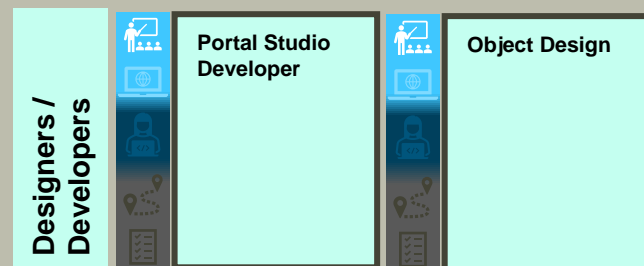 Designers /
Developers
Portal Studio
Developer
Object Design